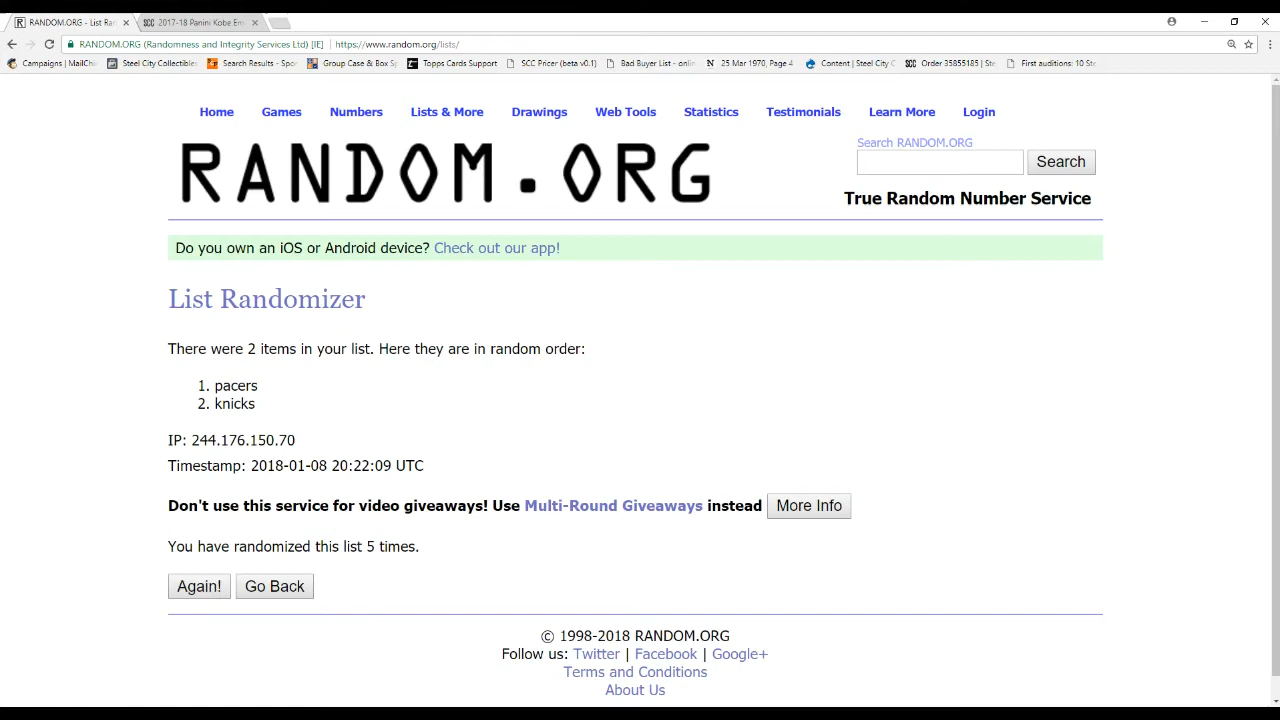 RANDOM.ORG - List Ra
SCC 2017-18 Panini Kobe Em
RANDOM.ORG (Randomness and Integrity Services Ltd) [IE] | https://www.random.org/lists/
Campaigns | MailChi Steel City Collectibles Search Results - Spo Group Case & Box S Topps Cards Support SCC Pricer (beta v0.1) Bad Buyer List - onlin N 25 Mar 1970, Page 4 Content | Steel City C SCC Order 35855185 | Ste First auditions: 10 Ste
Home Games Numbers Lists & More Drawings Web Tools Statistics Testimonials Learn More Login
RANDOM.ORG
Search RANDOM.ORG
Search
True Random Number Service
Do you own an iOS or Android device? Check out our app!
List Randomizer
There were 2 items in your list. Here they are in random order:
1. pacers
2. knicks
IP: 244.176.150.70
Timestamp: 2018-01-08 20:22:09 UTC
Don't use this service for video giveaways! Use Multi-Round Giveaways instead More Info
You have randomized this list 5 times.
Again! Go Back
© 1998-2018 RANDOM.ORG
Follow us: Twitter | Facebook | Google+
Terms and Conditions
About Us